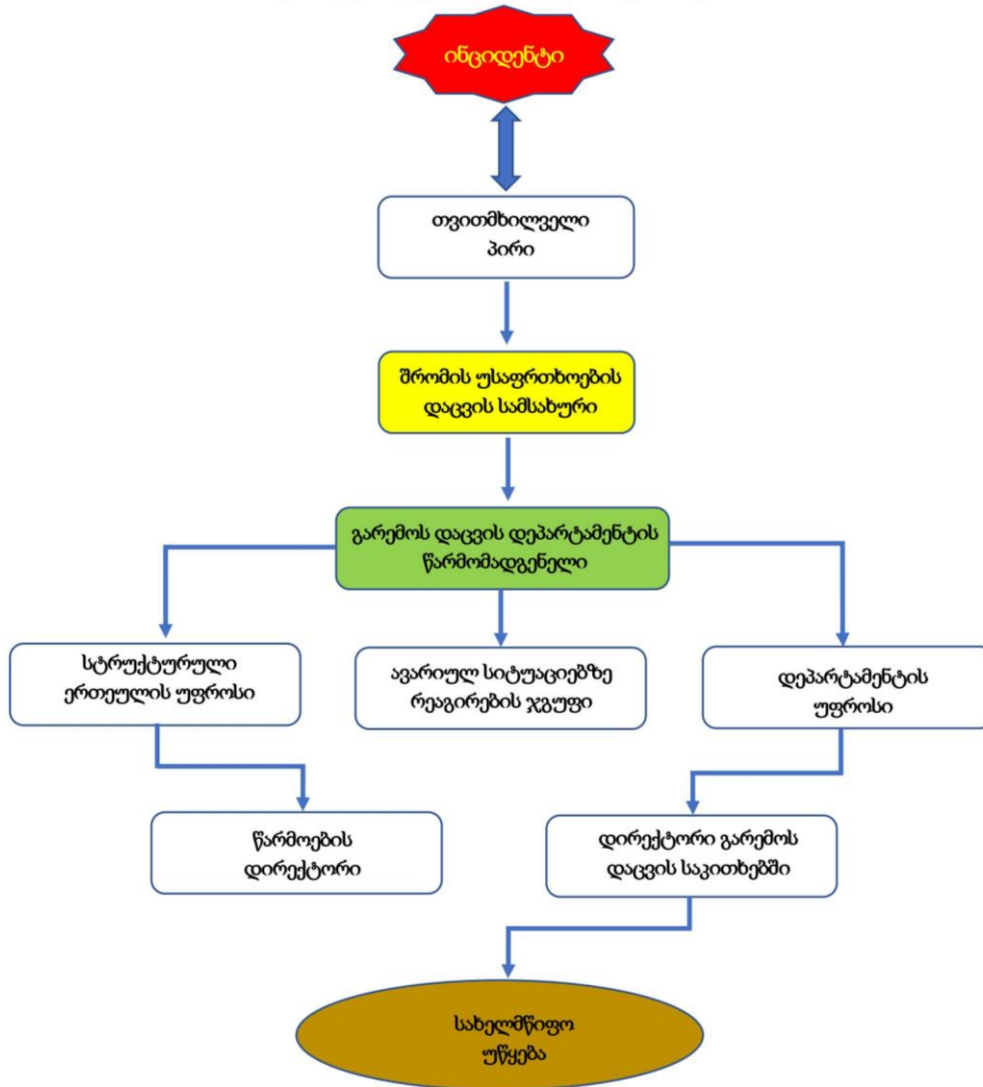 ინციდენტი
თვითმხილველი
პირი
შრომის უსაფრთხოების
დაცვის სამსახური
გარემოს დაცვის დეპარტამენტის
წარმომადგენელი
სტრუქტურული
ერთეულის უფროსი
ავარიულ სიტუაციებზე
რეაგირების ჯგუფი
დეპარტამენტის
უფროსი
წარმოების
დირექტორი
დირექტორი გარემოს
დაცვის საკითხებში
სახელმწიფო
უწყება